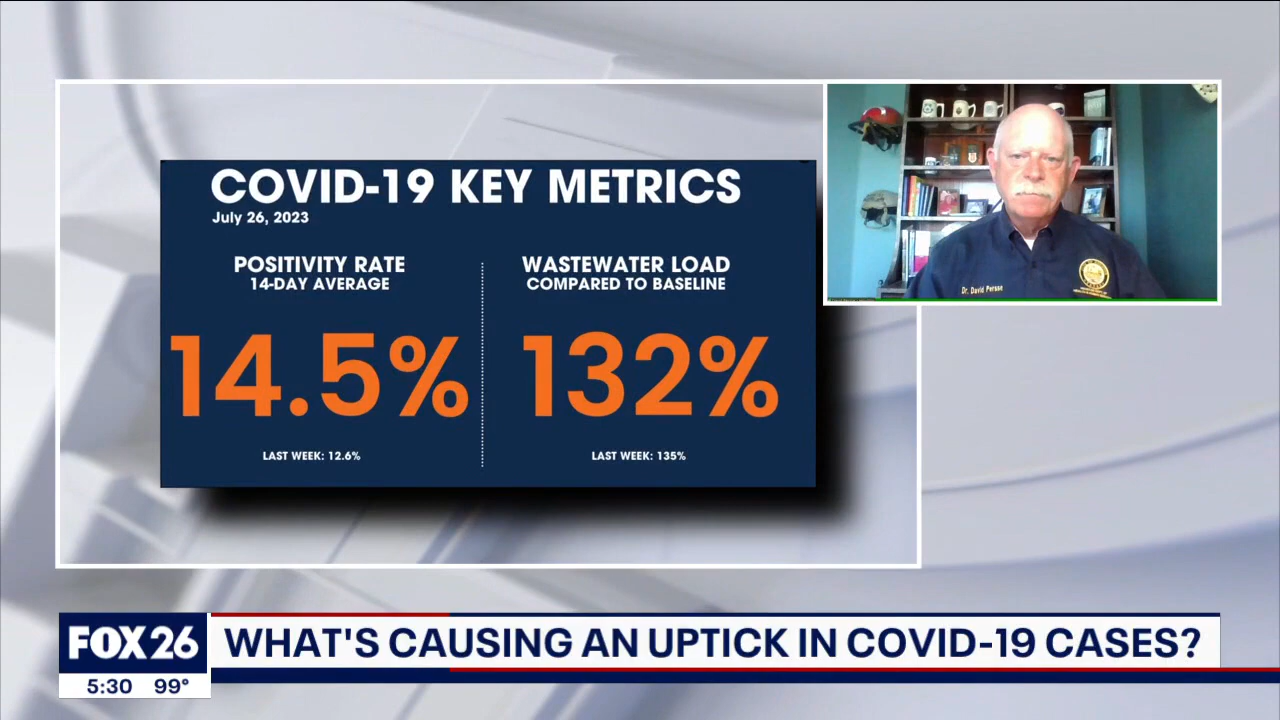 COVID-19 KEY METRICS
July 26, 2023
POSITIVITY RATE
14-DAY AVERAGE
14.5%
LAST WEEK: 12.6%
WASTEWATER LOAD
COMPARED TO BASELINE
132%
LAST WEEK: 135%
Dr. David Persse
FOX 26
WHAT'S CAUSING AN UPTICK IN COVID-19 CASES?
5:30 99°